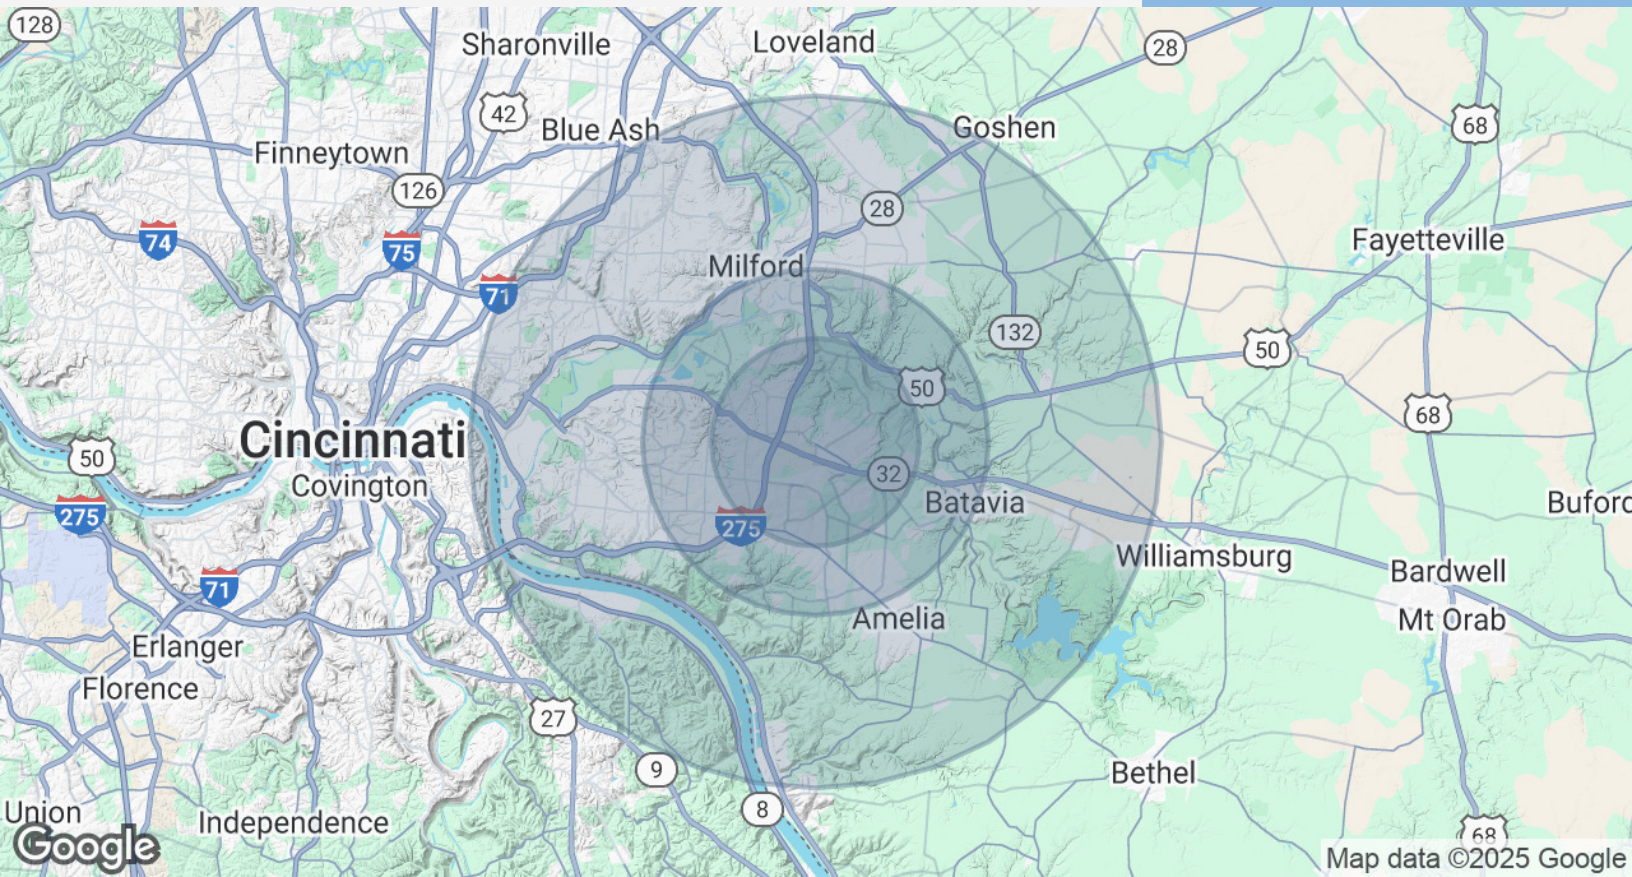 128
Sharonville
Loveland
28
42
Blue Ash
Goshen
68
Finneytown
126
28
74
75
Fayetteville
Milford
71
132
50
50
68
Cincinnati
50
32
Covington
Batavia
Buford
275
275
Williamsburg
71
Bardwell
Mt Orab
Amelia
Erlanger
Florence
27
9
Bethel
8
Union
Independence
68
Google
Map data ©2025 Google